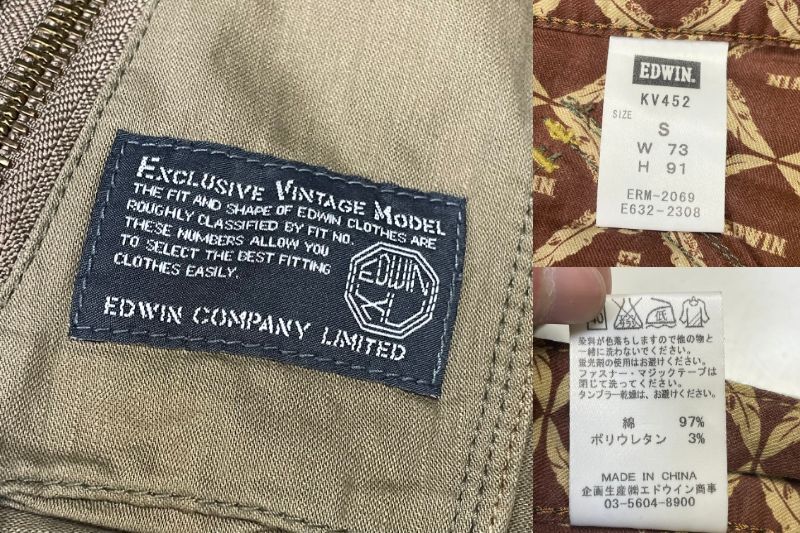 EXCLUSIVE VINTAGE MODEL
THE FIT AND SHAPE OF EDWIN CLOTHES ARE
ROUGHLY CLASSIFIED BY FIT NO.
THESE NUMBERS ALLOW YOU
TO SELECT THE BEST FITTING
CLOTHES EASILY.
EDWIN
XL
EDWIN COMPANY LIMITED
EDWIN.
KV452
SIZE
S
W 73
H 91
ERM-2069
E632-2308
EDWIN
40
低
染料が色落ちしますので他の物と
一緒に洗わないでください。
蛍光剤の使用はお避けください。
ファスナー・マジックテープは
閉じて洗ってください。
タンブラー乾燥は、お避けください。
綿 97%
ポリウレタン 3%
MADE IN CHINA
企画生産㈱エドウイン商事
03-5604-8900